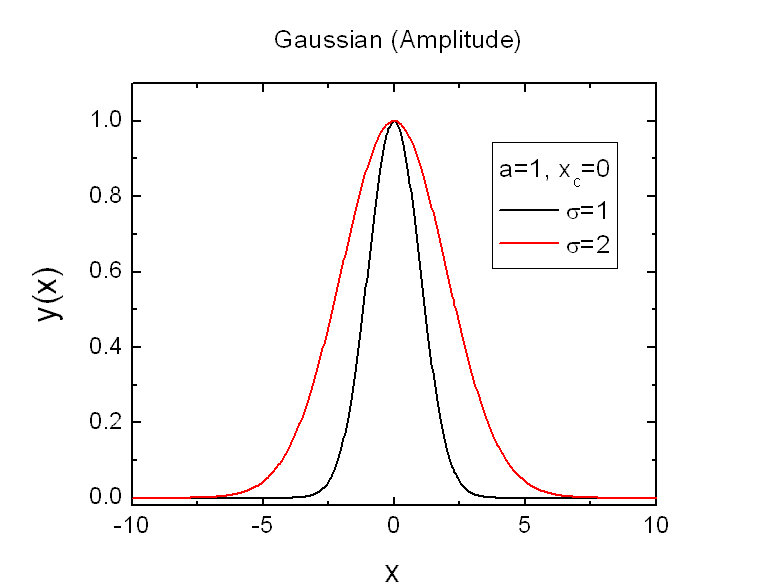 Gaussian (Amplitude)
1.0
0.8
0.6
0.4
0.2
0.0
y(x)
a=1, x_c=0
σ=1
σ=2
-10 -5 0 5 10
x